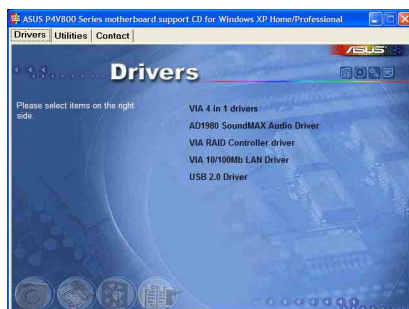 ASUS P4V800 Series motherboard support CD for Windows XP Home/Professional
Drivers Utilities Contact
ASUS
Drivers
Please select items on the right
side.
VIA 4 in 1 drivers
AD1980 SoundMAX Audio Driver
VIA RAID Controller driver
VIA 10/100Mb LAN Driver
USB 2.0 Driver